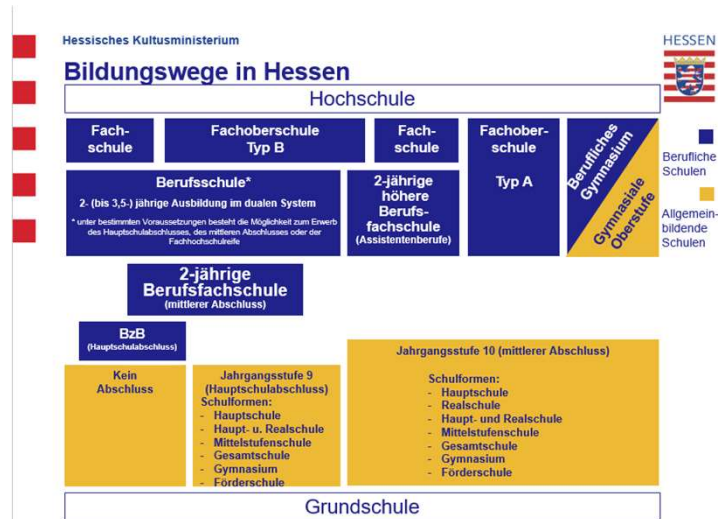 Hessisches Kultusministerium
HESSEN
Bildungswege in Hessen
Hochschule
Fach-
schule
Fachoberschule
Typ B
Fach-
schule
Fachober-
schule
Typ A
Berufliches
Gymnasium
Gymnasiale
Oberstufe
Berufliche
Schulen
Allgemein-
bildende
Schulen
Berufsschule*
2- (bis 3,5-) jährige Ausbildung im dualen System
* unter bestimmten Voraussetzungen besteht die Möglichkeit zum Erwerb
des Hauptschulabschlusses, des mittleren Abschlusses oder der
Fachhochschulreife
2-jährige
höhere
Berufs-
fachschule
(Assistentenberufe)
2-jährige
Berufsfachschule
(mittlerer Abschluss)
BzB
(Hauptschulabschluss)
Kein
Abschluss
Jahrgangsstufe 9
(Hauptschulabschluss)
Schulformen:
- Hauptschule
- Haupt- u. Realschule
- Mittelstufenschule
- Gesamtschule
- Gymnasium
- Förderschule
Jahrgangsstufe 10 (mittlerer Abschluss)
Schulformen:
- Hauptschule
- Realschule
- Haupt- und Realschule
- Mittelstufenschule
- Gesamtschule
- Gymnasium
- Förderschule
Grundschule